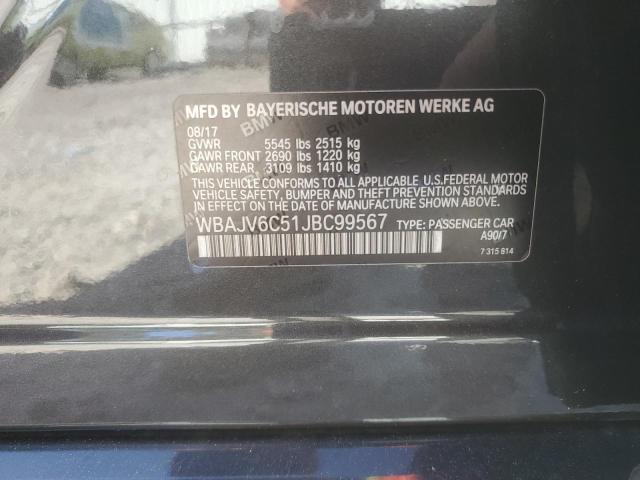 MFD BY BAYERISCHE MOTOREN WERKE AG
08/17
GVWR 5545 lbs 2515 kg
GAWR FRONT 2690 lbs 1220 kg
GAWR REAR, 3109 lbs 1410 kg
THIS VEHICLE CONFORMS TO ALL APPLICABLE U.S.FEDERAL MOTOR
VEHICLE SAFETY, BUMPER,AND THEFT PREVENTION STANDARDS
IN EFFECT ON THE DATE OF MANUFACTURE SHOWN ABOVE.
WBAJV6C51JBC99567 TYPE: PASSENGER CAR
A90/7
7 315 814